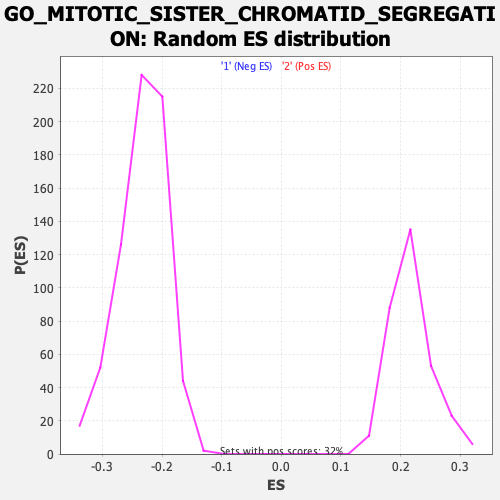 GO_MITOTIC_SISTER_CHROMATID_SEGREGATI
ON: Random ES distribution
'1' (Neg ES) '2' (Pos ES)
220
200
180
160
140
120
100
80
60
40
20
0
P(ES)
Sets with pos scores: 32%
-0.3 -0.2 -0.1 0.0 0.1 0.2 0.3
ES